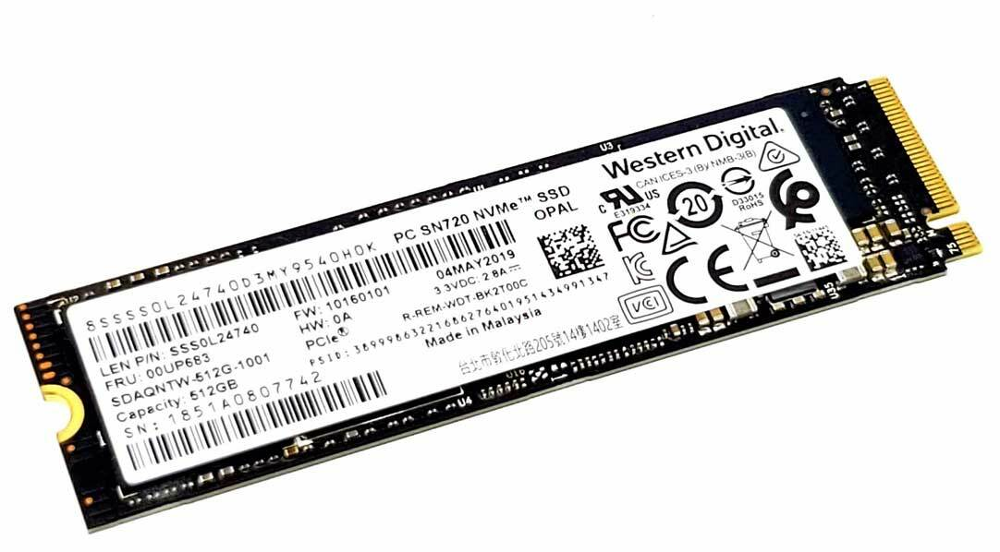 U3
Western Digital.
CAN ICES-3 (B) / NMB-3(B)
c UR US
E319334
FC
20
D33015
RoHS
8SSSS0L24740D3MY9540H0K
PC SN720 NVMe™ SSD
OPAL
LEN P/N: SSS0L24740
FW: 10160101
04MAY2019
FRU: 00UP683
HW: 0A
3.3VDC: 2.8A
SDAQNTW-512G-1001
PCIe®
R-REM-WDT-BK2T00C
Capacity: 512GB
PSID: 38999863221686276401951434991347
SN: 1851A0807742
Made in Malaysia
CE
VCI
台北市敦化北路205號14樓1402室
U4
75